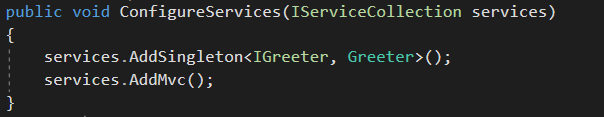 public void ConfigureServices(IServiceCollection services)
{
services.AddSingleton<IGreeter, Greeter>();
services.AddMvc();
}